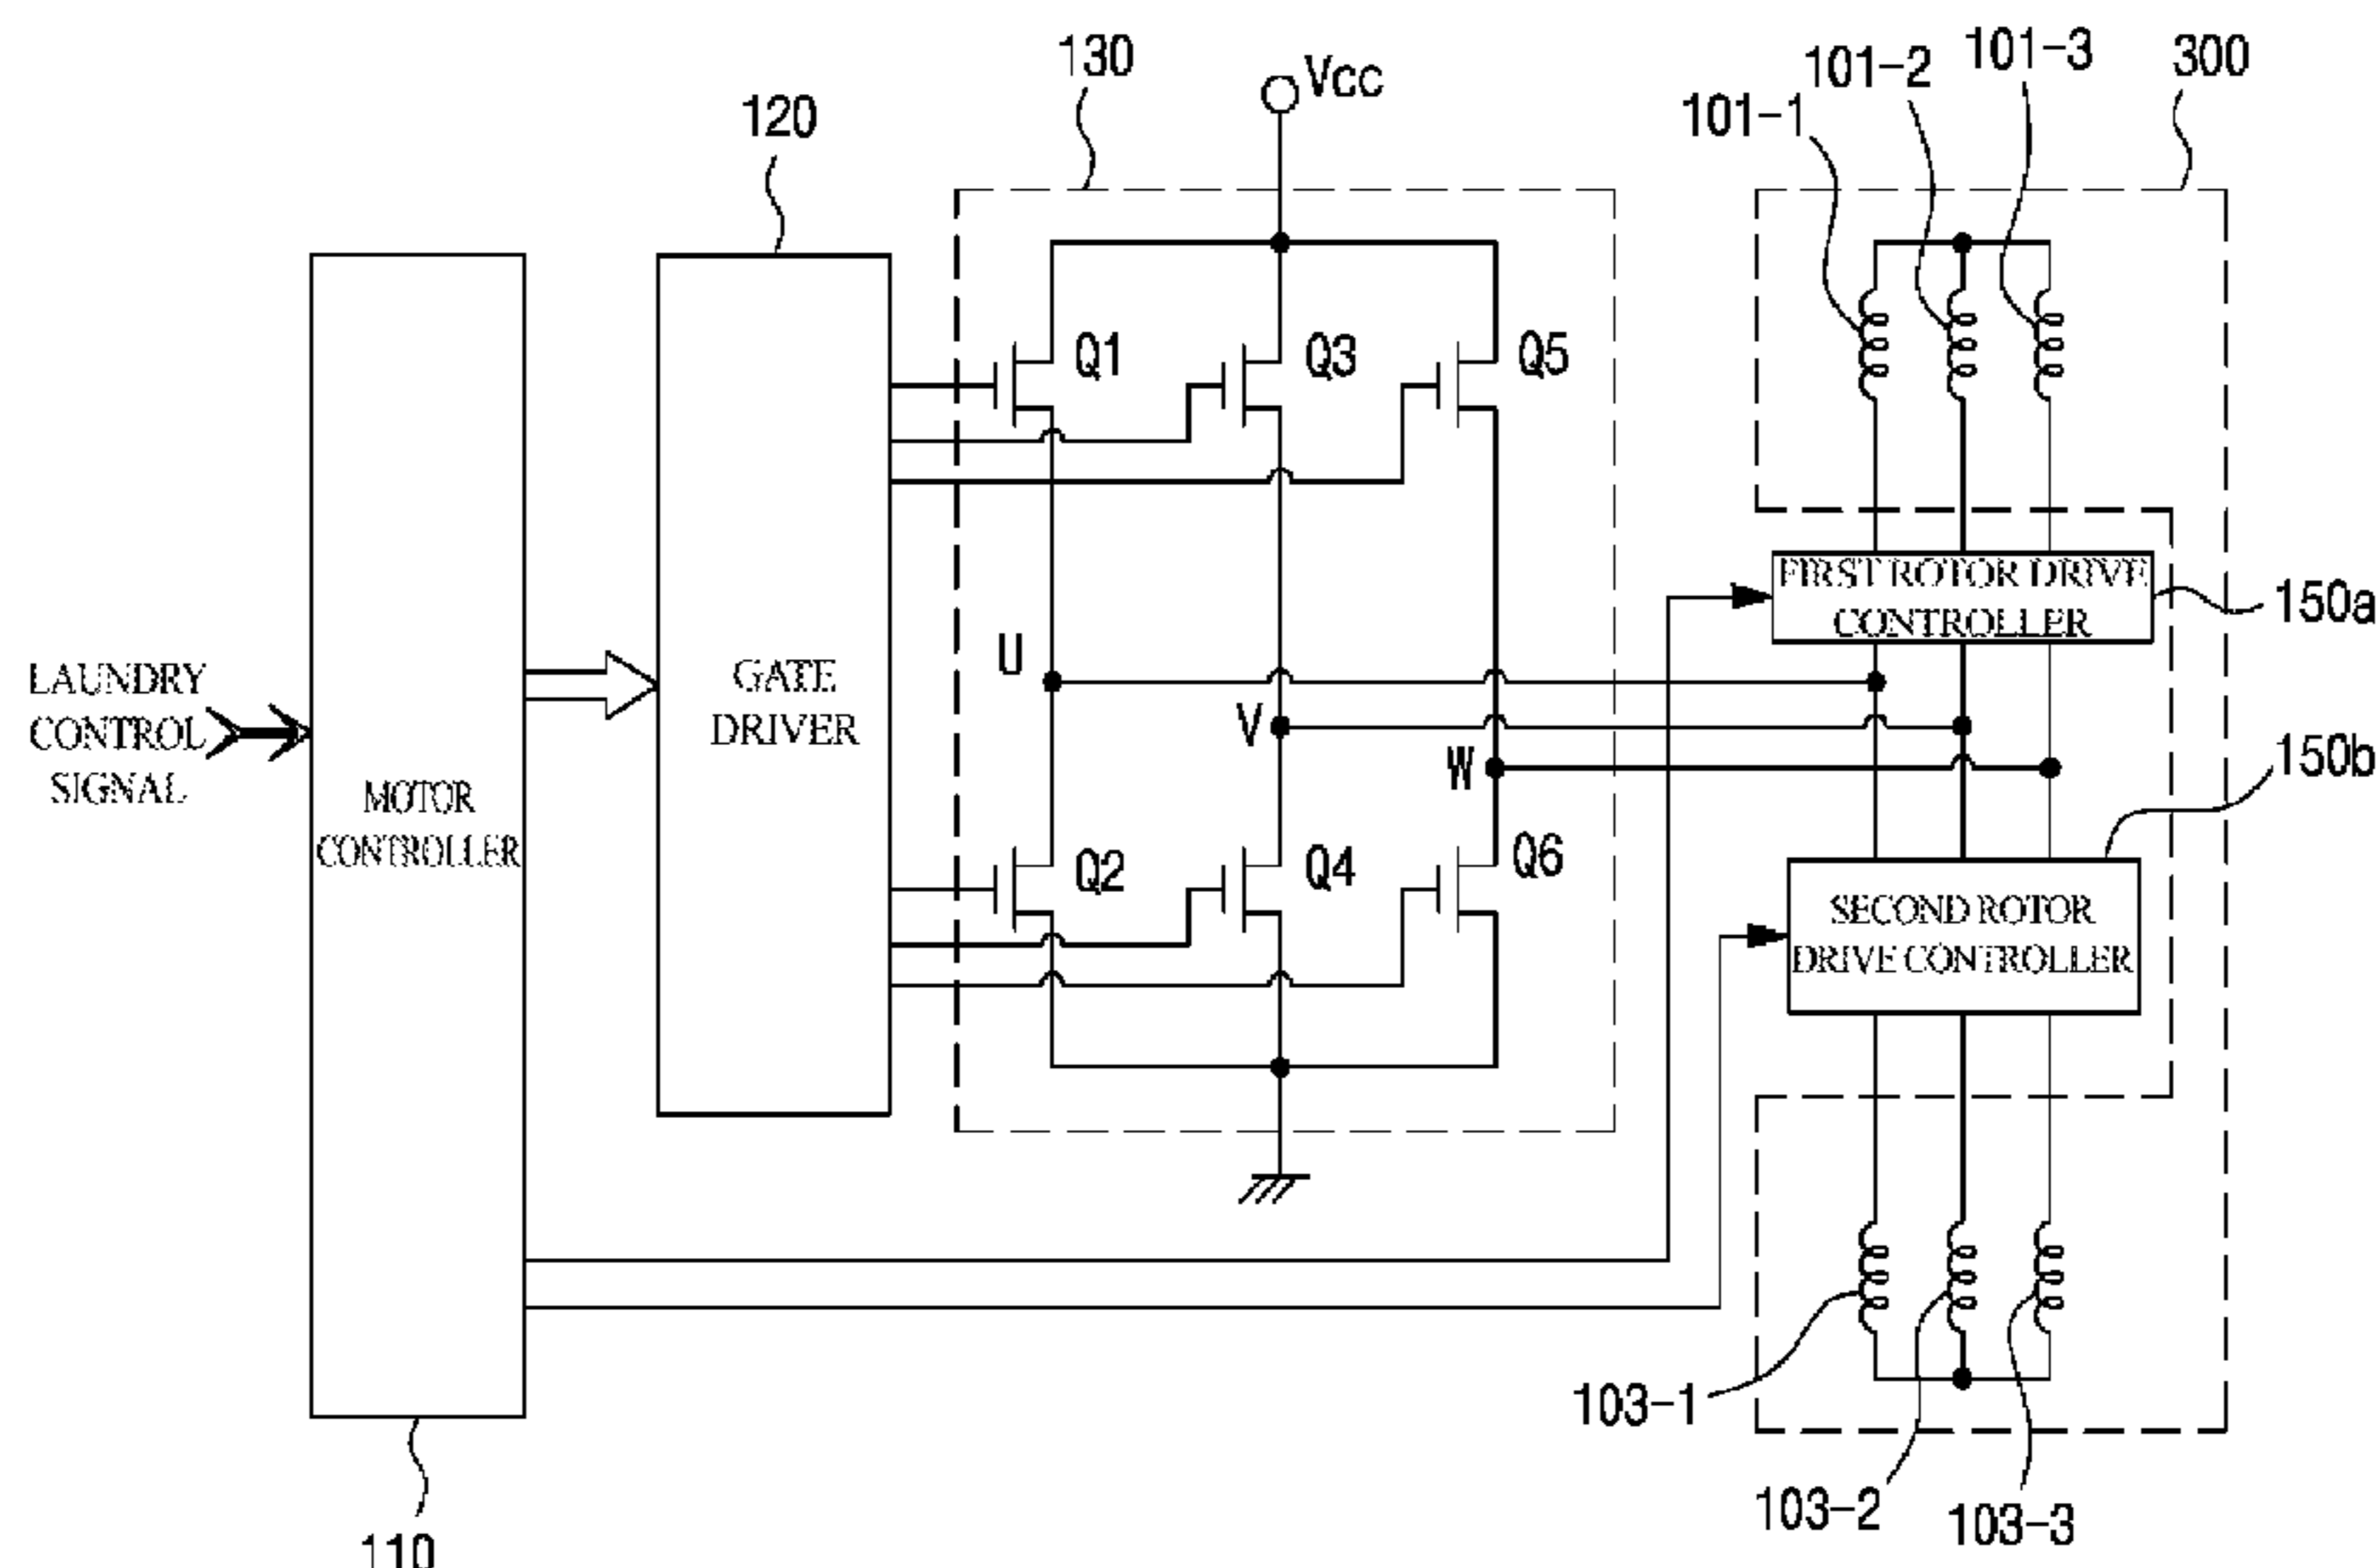 130
Vcc
101-1
101-2
101-3
300
120
Q1
Q3
Q5
FIRST ROTOR DRIVE
CONTROLLER
150a
LAUNDRY
CONTROL
SIGNAL
MOTOR
CONTROLLER
GATE
DRIVER
U
V
W
150b
Q2
Q4
Q6
SECOND ROTOR
DRIVE CONTROLLER
103-1
103-2
103-3
110